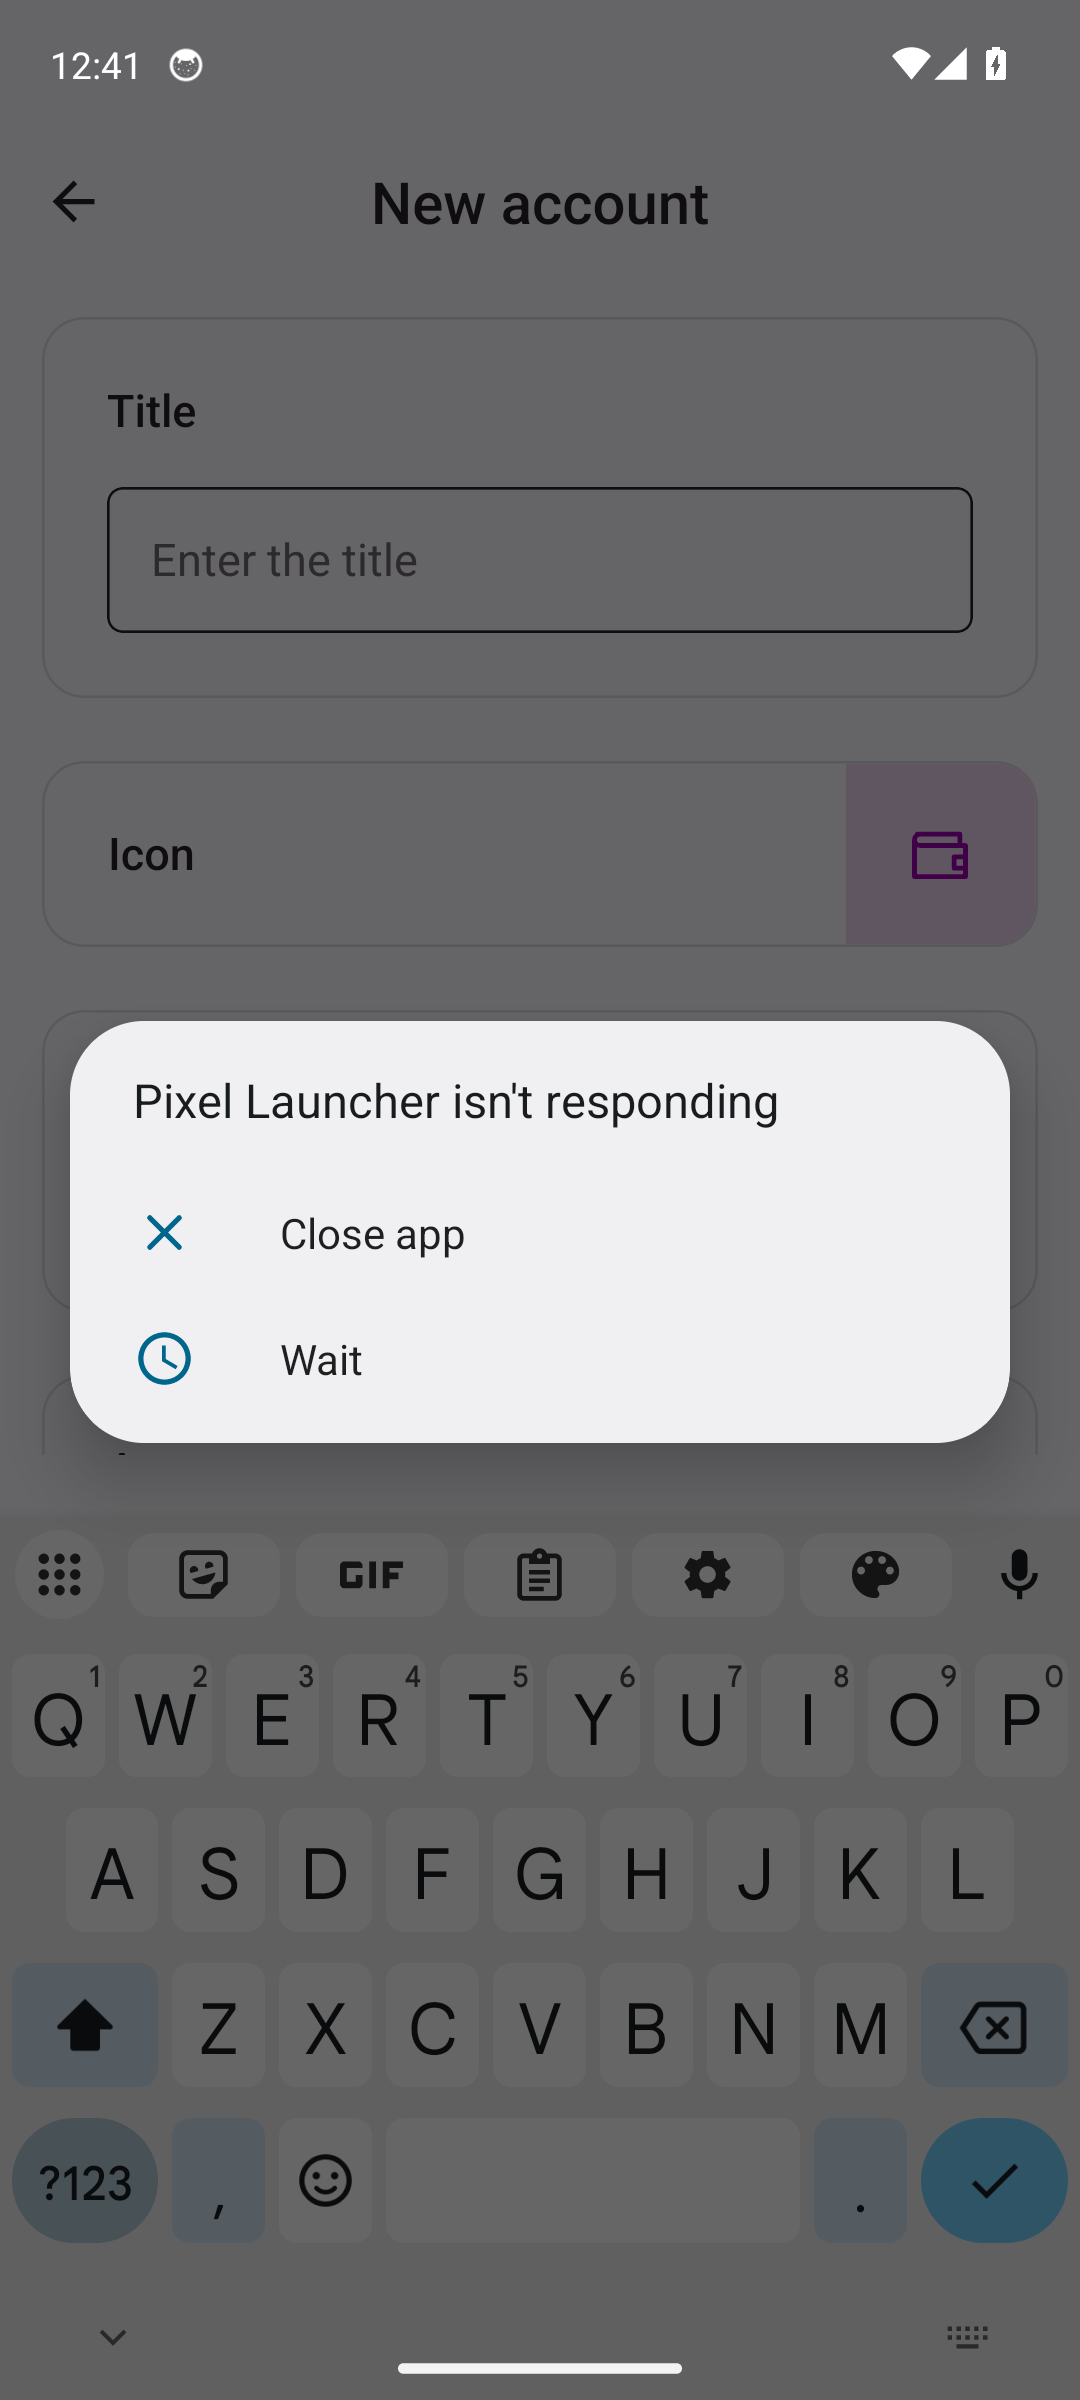 12:41
New account
Title
Enter the title
Icon
Pixel Launcher isn't responding
Close app
Wait
GIF
Q 1 W 2 E 3 R 4 T 5 Y 6 U 7 I 8 O 9 P 0
A S D F G H J K L
Z X C V B N M
?123 , .